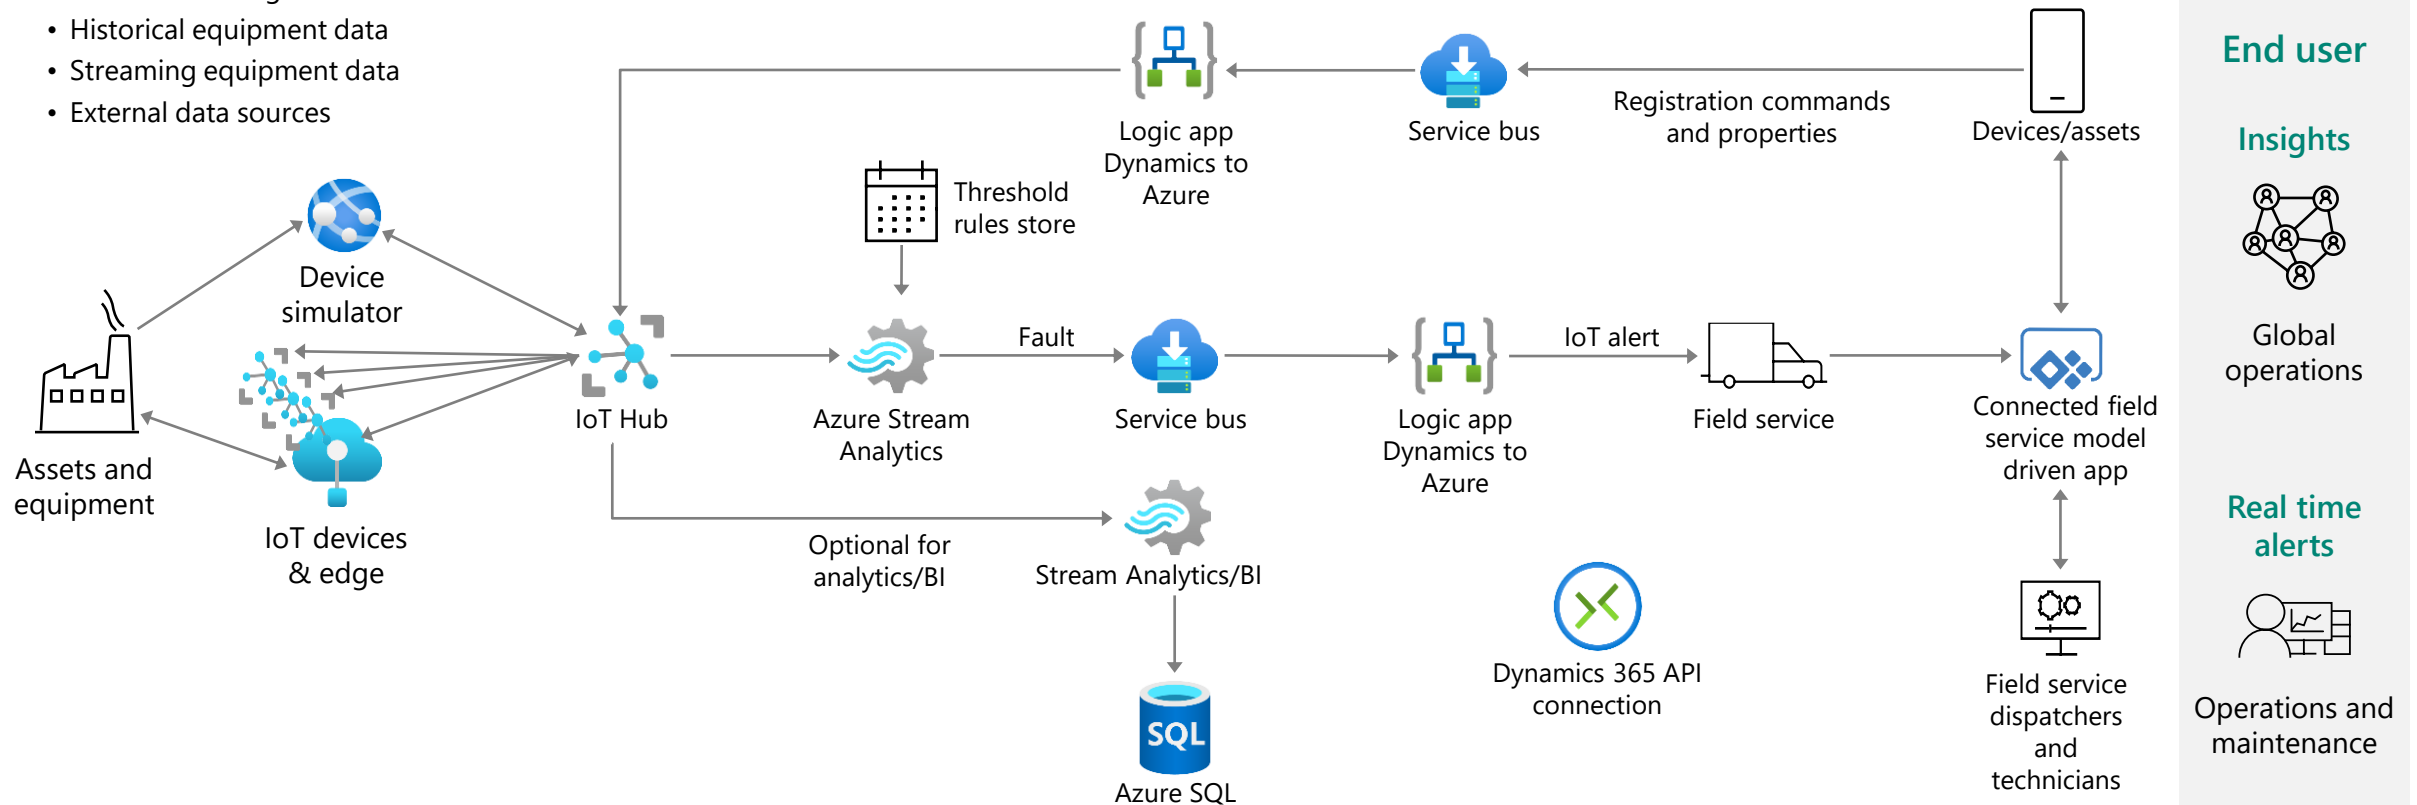 • Historical equipment data
• Streaming equipment data
• External data sources
Device
simulator
Assets and
equipment
IoT devices
& edge
IoT Hub
Threshold
rules store
Azure Stream
Analytics
Fault
Service bus
Logic app
Dynamics to
Azure
IoT alert
Field service
Connected field
service model
driven app
Logic app
Dynamics to
Azure
Service bus
Registration commands
and properties
Devices/assets
Optional for
analytics/BI
Stream Analytics/BI
SQL
Azure SQL
Dynamics 365 API
connection
Field service
dispatchers
and
technicians
End user
Insights
Global
operations
Real time
alerts
Operations and
maintenance